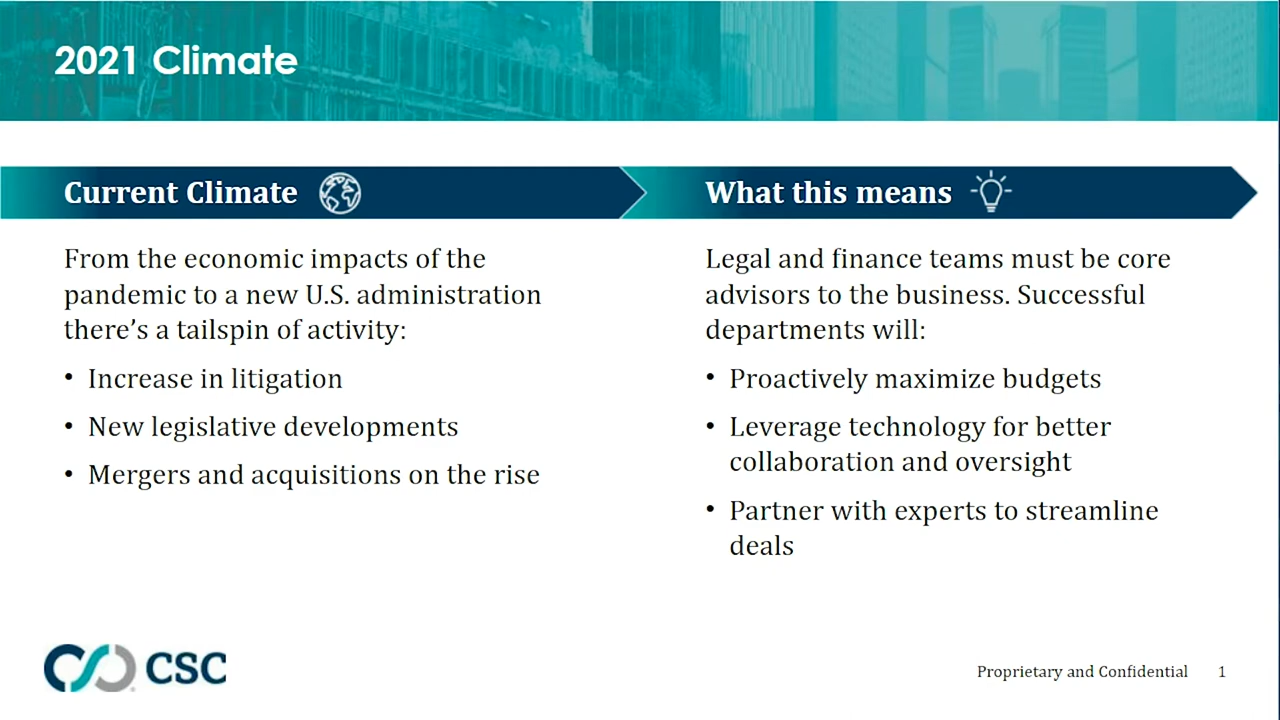 2021 Climate
Current Climate
From the economic impacts of the
pandemic to a new U.S. administration
there’s a tailspin of activity:
• Increase in litigation
• New legislative developments
• Mergers and acquisitions on the rise
What this means
Legal and finance teams must be core
advisors to the business. Successful
departments will:
• Proactively maximize budgets
• Leverage technology for better
collaboration and oversight
• Partner with experts to streamline
deals
CSC
Proprietary and Confidential 1